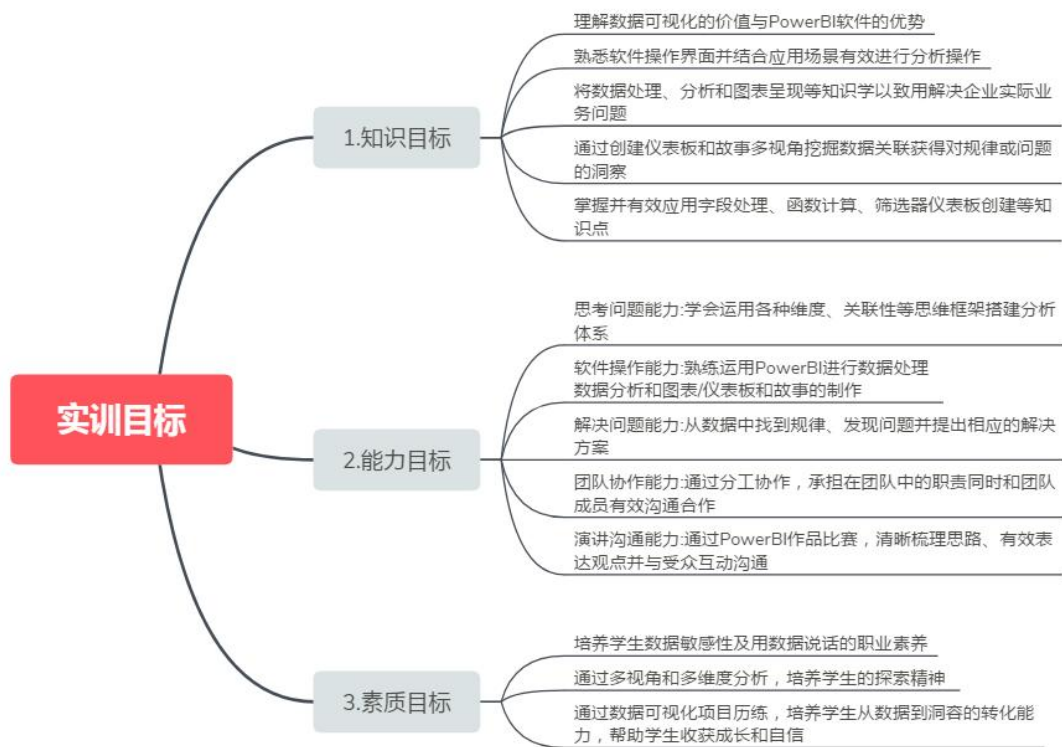 实训目标
1.知识目标
理解数据可视化的价值与PowerBI软件的优势
熟悉软件操作界面并结合应用场景有效进行分析操作
将数据处理、分析和图表呈现等知识学以致用解决企业实际业
务问题
通过创建仪表板和故事多视角挖掘数据关联获得对规律或问题
的洞察
掌握并有效应用字段处理、函数计算、筛选器仪表板创建等知
识点
2.能力目标
思考问题能力:学会运用各种维度、关联性等思维框架搭建分析
体系
软件操作能力:熟练运用PowerBI进行数据处理
数据分析和图表/仪表板和故事的制作
解决问题能力:从数据中找到规律、发现问题并提出相应的解决
方案
团队协作能力:通过分工协作，承担在团队中的职责同时和团队
成员有效沟通合作
演讲沟通能力:通过PowerBI作品比赛，清晰梳理思路、有效表
达观点并与受众互动沟通
3.素质目标
培养学生数据敏感性及用数据说话的职业素养
通过多视角和多维度分析，培养学生的探索精神
通过数据可视化项目历练，培养学生从数据到洞容的转化能
力，帮助学生收获成长和自信